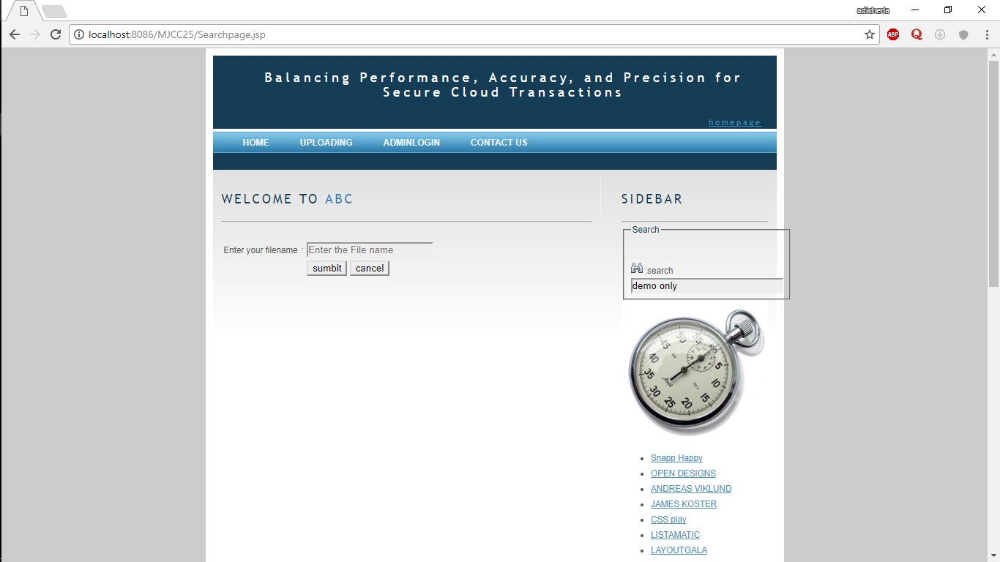 adicherla
localhost:8086/MJCC25/Searchpage.jsp
ABP
Balancing Performance, Accuracy, and Precision for
Secure Cloud Transactions
homepage
HOME UPLOADING ADMINLOGIN CONTACT US
WELCOME TO ABC
Enter your filename : Enter the File name
sumbit cancel
SIDEBAR
Search
:search
demo only
55
50
45
40
35
30
25
20
15
10
5
60
Snapp Happy
OPEN DESIGNS
ANDREAS VIKLUND
JAMES KOSTER
CSS play
LISTAMATIC
LAYOUTGALA